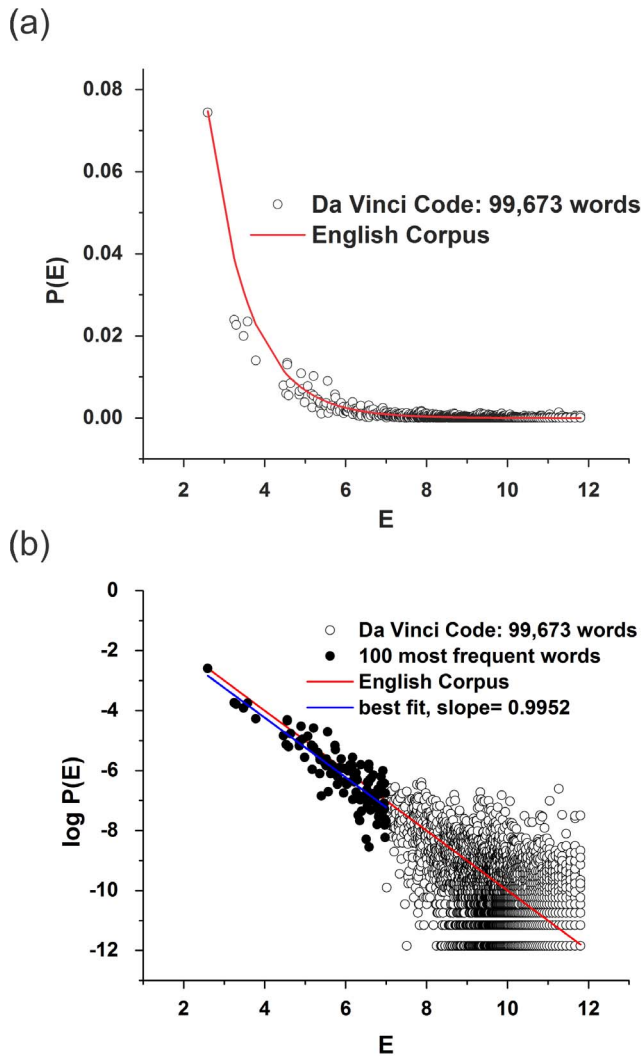 (a)
0.08
0.06
0.04
0.02
0.00
P(E)
Da Vinci Code: 99,673 words
English Corpus
2 4 6 8 10 12
E
(b)
0
-2
-4
-6
-8
-10
-12
log P(E)
Da Vinci Code: 99,673 words
100 most frequent words
English Corpus
best fit, slope= 0.9952
2 4 6 8 10 12
E